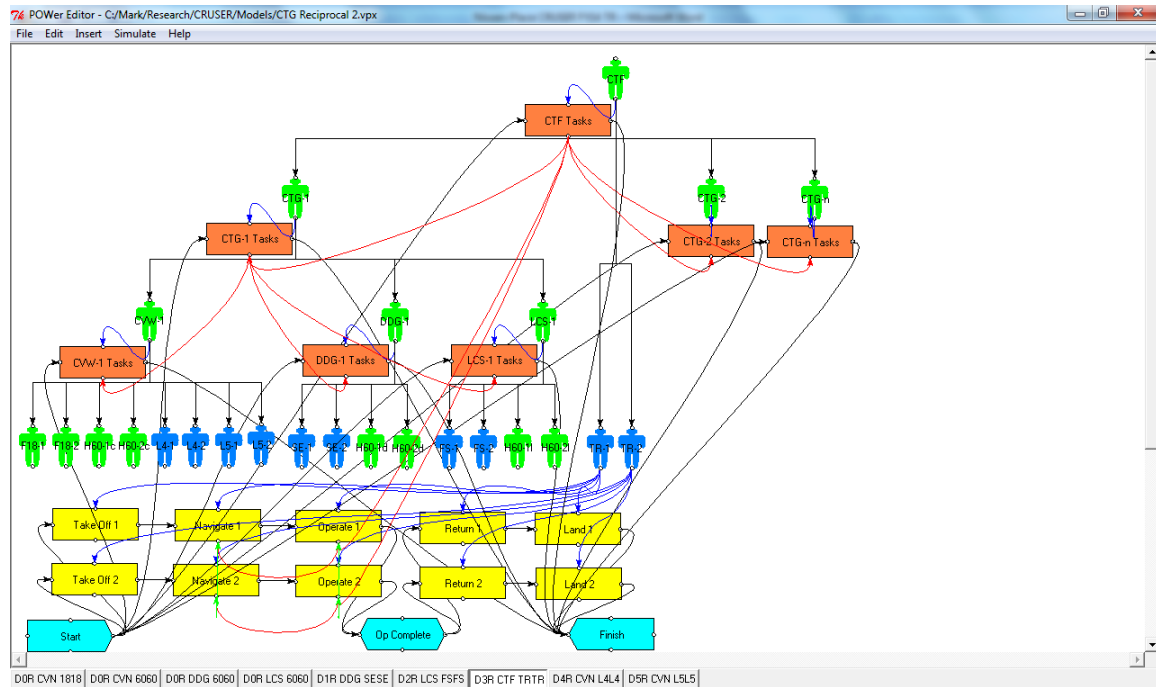 POWer Editor - C:/Mark/Research/CRUSER/Models/CTG Reciprocal 2.vpx
File Edit Insert Simulate Help
CTF
CTF Tasks
CTG-1 CTG-2 CTG-n
CTG-1 Tasks CTG-2 Tasks CTG-n Tasks
CVW-1 DDG-1 LCS-1
CVW-1 Tasks DDG-1 Tasks LCS-1 Tasks
F18-1 F18-2 H60-1c H60-2c L4-1 L4-2 L5-1 L5-2 SE-1 SE-2 H60-1d H60-2d FS-1 FS-2 H60-1l H60-2l TR-1 TR-2
Take Off 1 Navigate 1 Operate 1 Return 1 Land 1
Take Off 2 Navigate 2 Operate 2 Return 2 Land 2
Start Op Complete Finish
D0R CVN 1818 D0R CVN 6060 D0R DDG 6060 D0R LCS 6060 D1R DDG SESE D2R LCS FSFS D3R CTF TRTR D4R CVN L4L4 D5R CVN L5L5